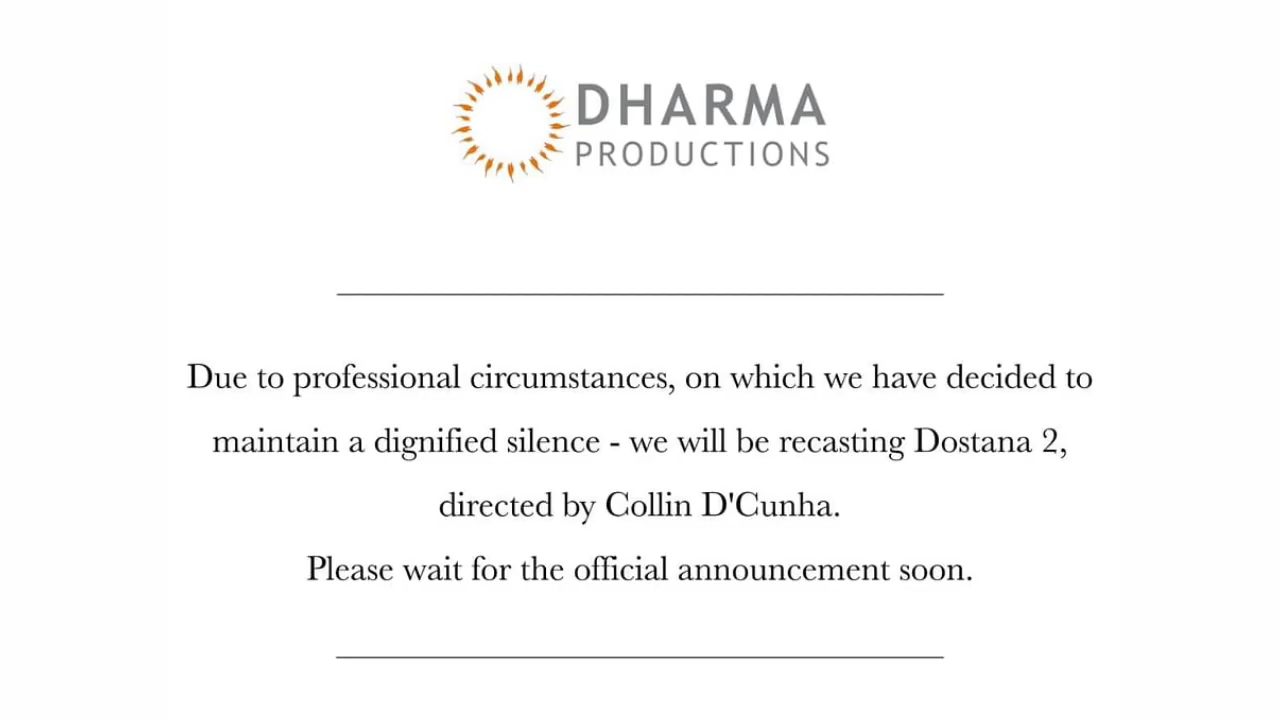 DHARMA
PRODUCTIONS
Due to professional circumstances, on which we have decided to
maintain a dignified silence - we will be recasting Dostana 2,
directed by Collin D'Cunha.
Please wait for the official announcement soon.